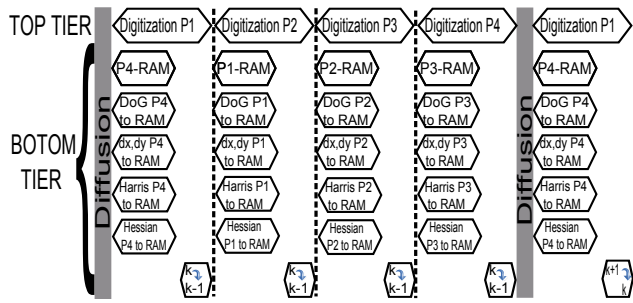 TOP TIER
Digitization P1
Digitization P2
Digitization P3
Digitization P4
Digitization P1
BOTOM
TIER
Diffusion
Diffusion
P4-RAM
P1-RAM
P2-RAM
P3-RAM
P4-RAM
DoG P4
to RAM
DoG P1
to RAM
DoG P2
to RAM
DoG P3
to RAM
DoG P4
to RAM
dx,dy P4
to RAM
dx,dy P1
to RAM
dx,dy P2
to RAM
dx,dy P3
to RAM
dx,dy P4
to RAM
Harris P4
to RAM
Harris P1
to RAM
Harris P2
to RAM
Harris P3
to RAM
Harris P4
to RAM
Hessian
P4 to RAM
Hessian
P1 to RAM
Hessian
P2 to RAM
Hessian
P3 to RAM
Hessian
P4 to RAM
k
k-1
k
k-1
k
k-1
k
k-1
k+1
k